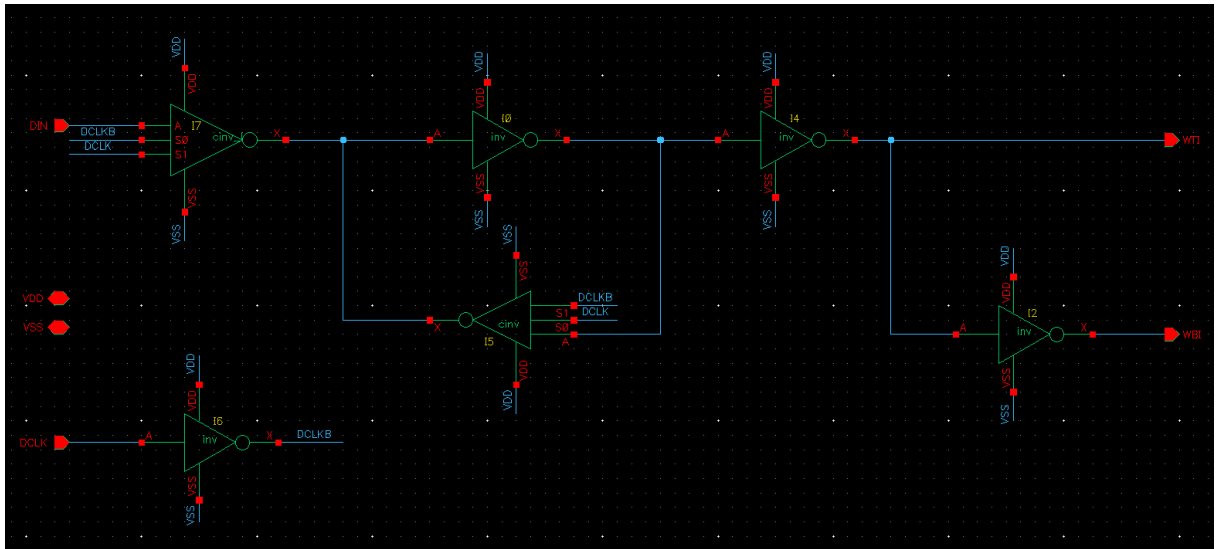 VDD
VDD
VDD
VDD
VDD
VDD
DIN
A
I7
cinv
X
DCLKB
S0
DCLK
S1
A
I0
inv
X
A
I4
inv
X
WTI
VSS
VSS
VSS
VSS
VSS
VSS
VSS
VSS
VDD
VDD
VDD
VSS
DCLKB
S1
DCLK
S0
A
cinv
X
I5
VDD
VDD
I2
A
inv
X
WBI
VSS
VSS
VDD
VDD
I6
DCLK
A
inv
X
DCLKB
VSS
VSS